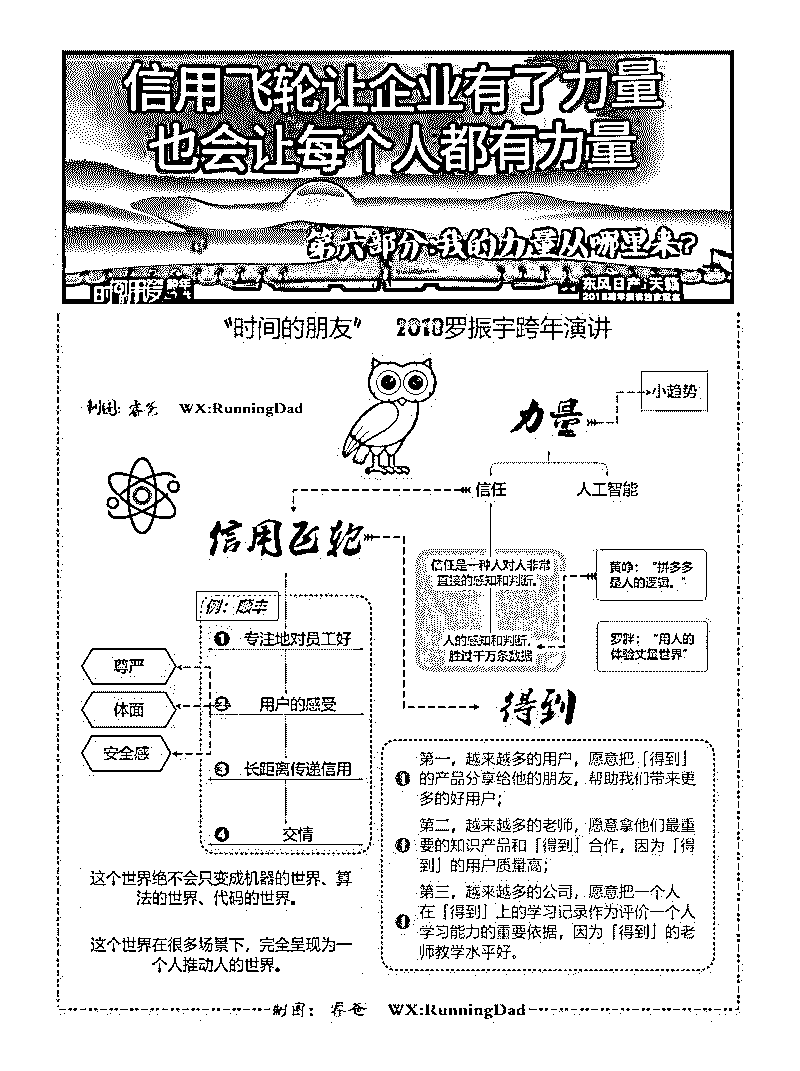 信用飞轮让企业有了力量
也会让每个人都有力量
第六部分:我的力量从哪里来?
时间的朋友 跨年
东风日产·天籁
"时间的朋友" 2018罗振宇跨年演讲
制图: 睿爸 WX:RunningDad
力量
小趋势
信任
人工智能
信用飞轮
信任是一种人对人非常
直接的感知和判断。
人的感知和判断,
胜过千万条数据
黄峥:"拼多多
是人的逻辑。"
罗胖:"用人的
体验丈量世界"
例:顺丰
1 专注地对员工好
2 用户的感受
3 长距离传递信用
4 交情
尊严
体面
安全感
得到
第一,越来越多的用户,愿意把「得到」
的产品分享给他的朋友,帮助我们带来更
多的好用户;
第二,越来越多的老师,愿意拿他们最重
要的知识产品和「得到」合作,因为「得
到」的用户质量高;
第三,越来越多的公司,愿意把一个人
在「得到」上的学习记录作为评价一个人
学习能力的重要依据,因为「得到」的老
师教学水平好。
这个世界绝不会只变成机器的世界、算
法的世界、代码的世界。
这个世界在很多场景下,完全呈现为一
个人推动人的世界。
制图: 睿爸 WX:RunningDad